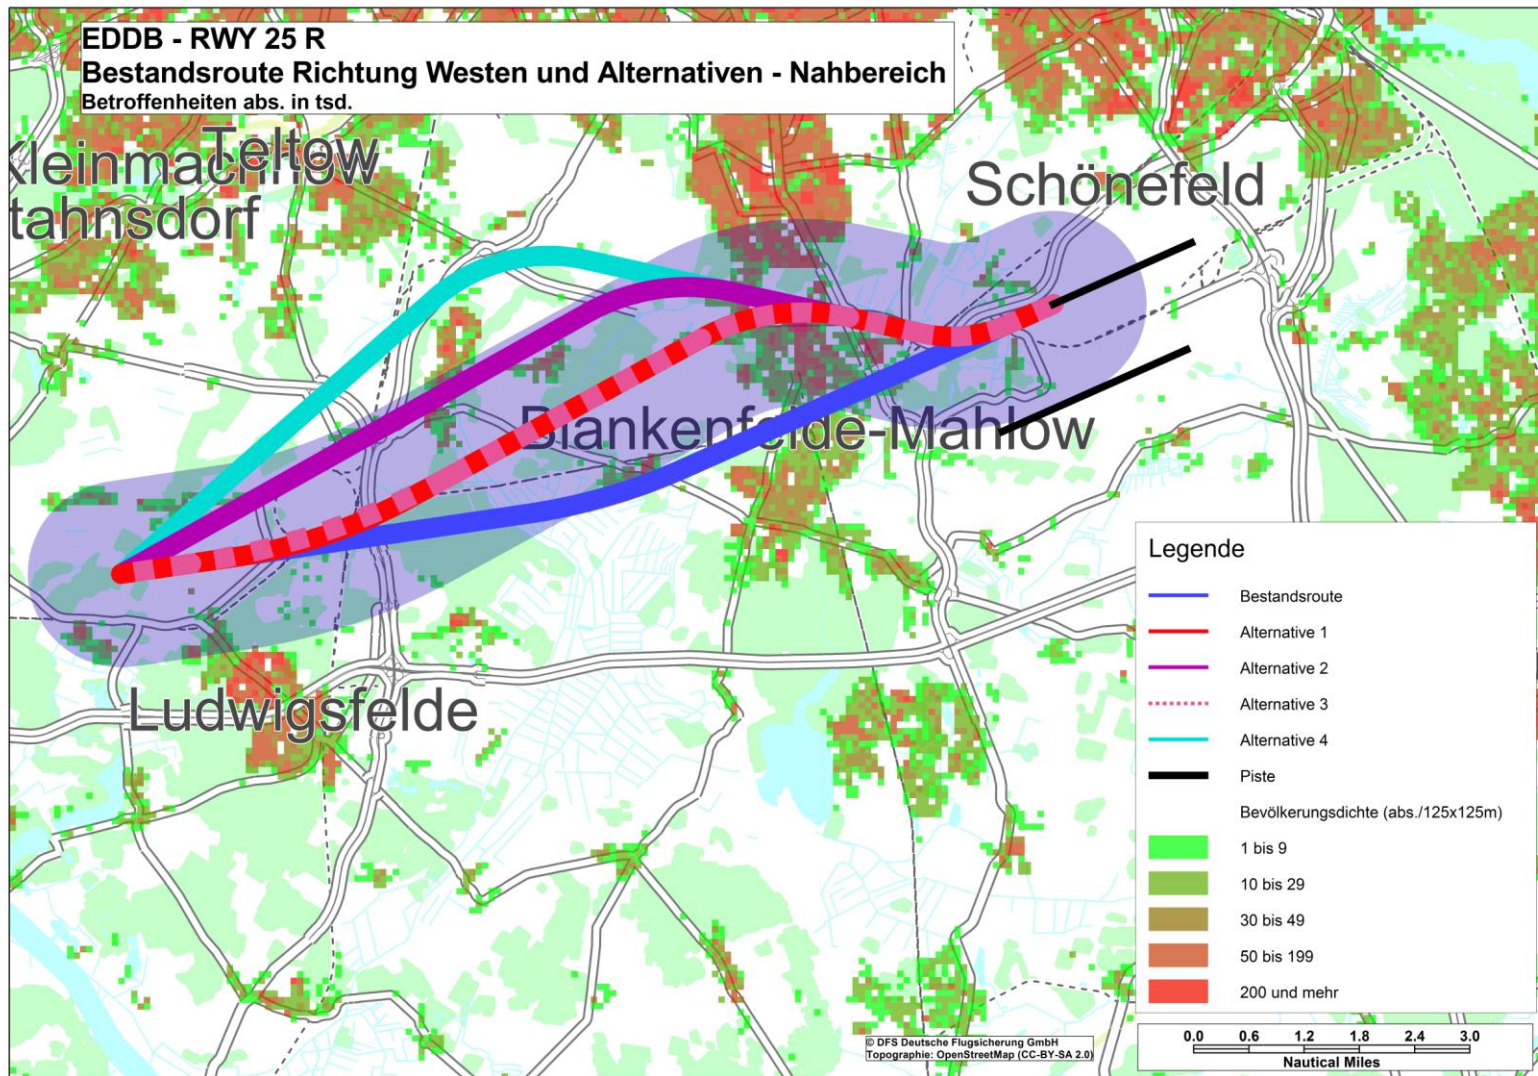 EDDB - RWY 25 R
Bestandsroute Richtung Westen und Alternativen - Nahbereich
Betroffenheiten abs. in tsd.
Teltow
Kleinmachnow
tahnsdorf
Schönefeld
Blankenfelde-Mahlow
Ludwigsfelde
Legende
Bestandsroute
Alternative 1
Alternative 2
Alternative 3
Alternative 4
Piste
Bevölkerungsdichte (abs./125x125m)
1 bis 9
10 bis 29
30 bis 49
50 bis 199
200 und mehr
© DFS Deutsche Flugsicherung GmbH
Topographie: OpenStreetMap (CC-BY-SA 2.0)
0.0 0.6 1.2 1.8 2.4 3.0
Nautical Miles